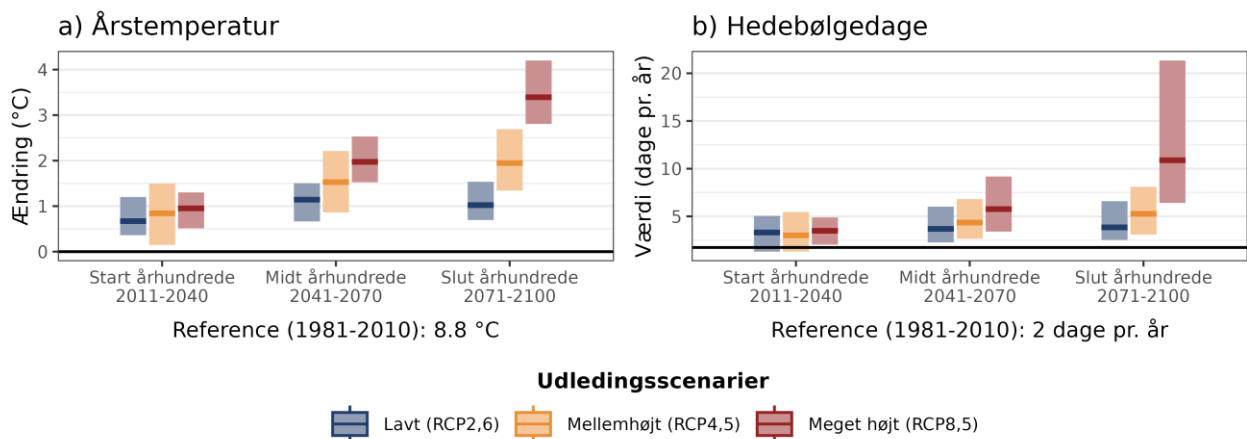 a) Årstemperatur
Ændring (°C)
4
3
2
1
0
Start århundrede
2011-2040
Midt århundrede
2041-2070
Slut århundrede
2071-2100
Reference (1981-2010): 8.8 °C
b) Hedebølgedage
Værdi (dage pr. år)
20
15
10
5
Start århundrede
2011-2040
Midt århundrede
2041-2070
Slut århundrede
2071-2100
Reference (1981-2010): 2 dage pr. år
Udledingsscenarier
Lavt (RCP2,6)
Mellemhøjt (RCP4,5)
Meget højt (RCP8,5)